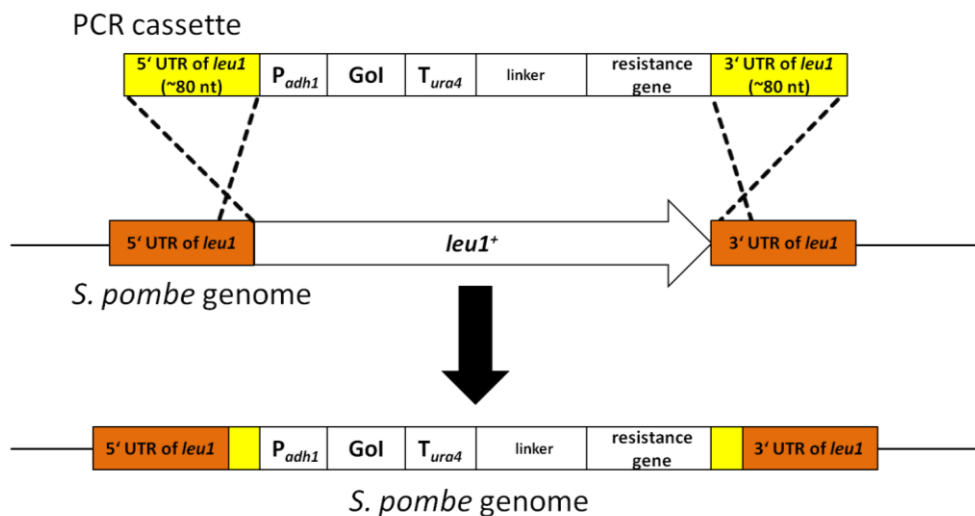 PCR cassette
5‘ UTR of leu1 (~80 nt)
Padh1
GoI
Tura4
linker
resistance gene
3‘ UTR of leu1 (~80 nt)
5‘ UTR of leu1
leu1+
3‘ UTR of leu1
S. pombe genome
5‘ UTR of leu1
Padh1
GoI
Tura4
linker
resistance gene
3‘ UTR of leu1
S. pombe genome